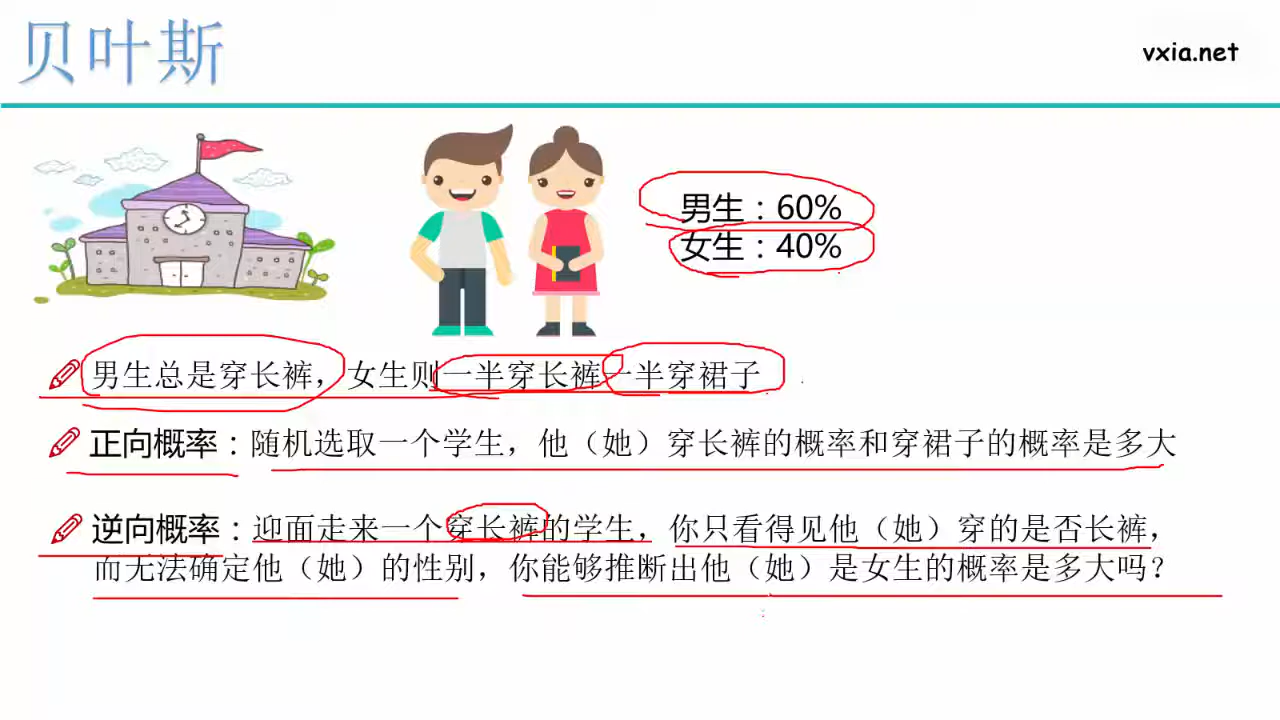 贝叶斯
vxia.net
男生：60%
女生：40%
男生总是穿长裤，女生则一半穿长裤一半穿裙子
正向概率：随机选取一个学生，他（她）穿长裤的概率和穿裙子的概率是多大
逆向概率：迎面走来一个穿长裤的学生，你只看得见他（她）穿的是否长裤，
而无法确定他（她）的性别，你能够推断出他（她）是女生的概率是多大吗？